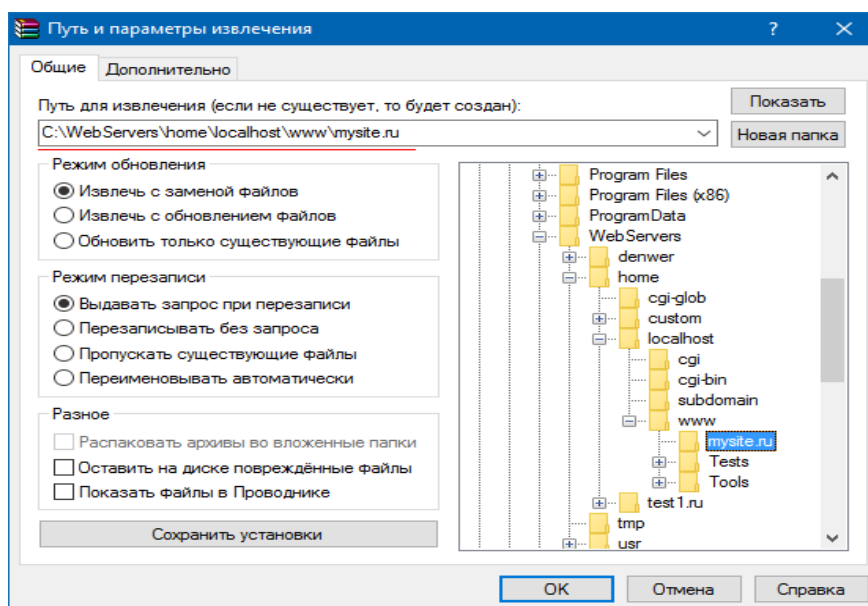 Путь и параметры извлечения
Общие
Дополнительно
Путь для извлечения (если не существует, то будет создан):
C:\WebServers\home\localhost\www\mysite.ru
Показать
Новая папка
Режим обновления
Извлечь с заменой файлов
Извлечь с обновлением файлов
Обновить только существующие файлы
Режим перезаписи
Выдавать запрос при перезаписи
Перезаписывать без запроса
Пропускать существующие файлы
Переименовывать автоматически
Разное
Распаковать архивы во вложенные папки
Оставить на диске повреждённые файлы
Показать файлы в Проводнике
Сохранить установки
Program Files
Program Files (x86)
ProgramData
WebServers
denwer
home
cgi-glob
custom
localhost
cgi
cgi-bin
subdomain
www
mysite.ru
Tests
Tools
test1.ru
tmp
usr
OK
Отмена
Справка